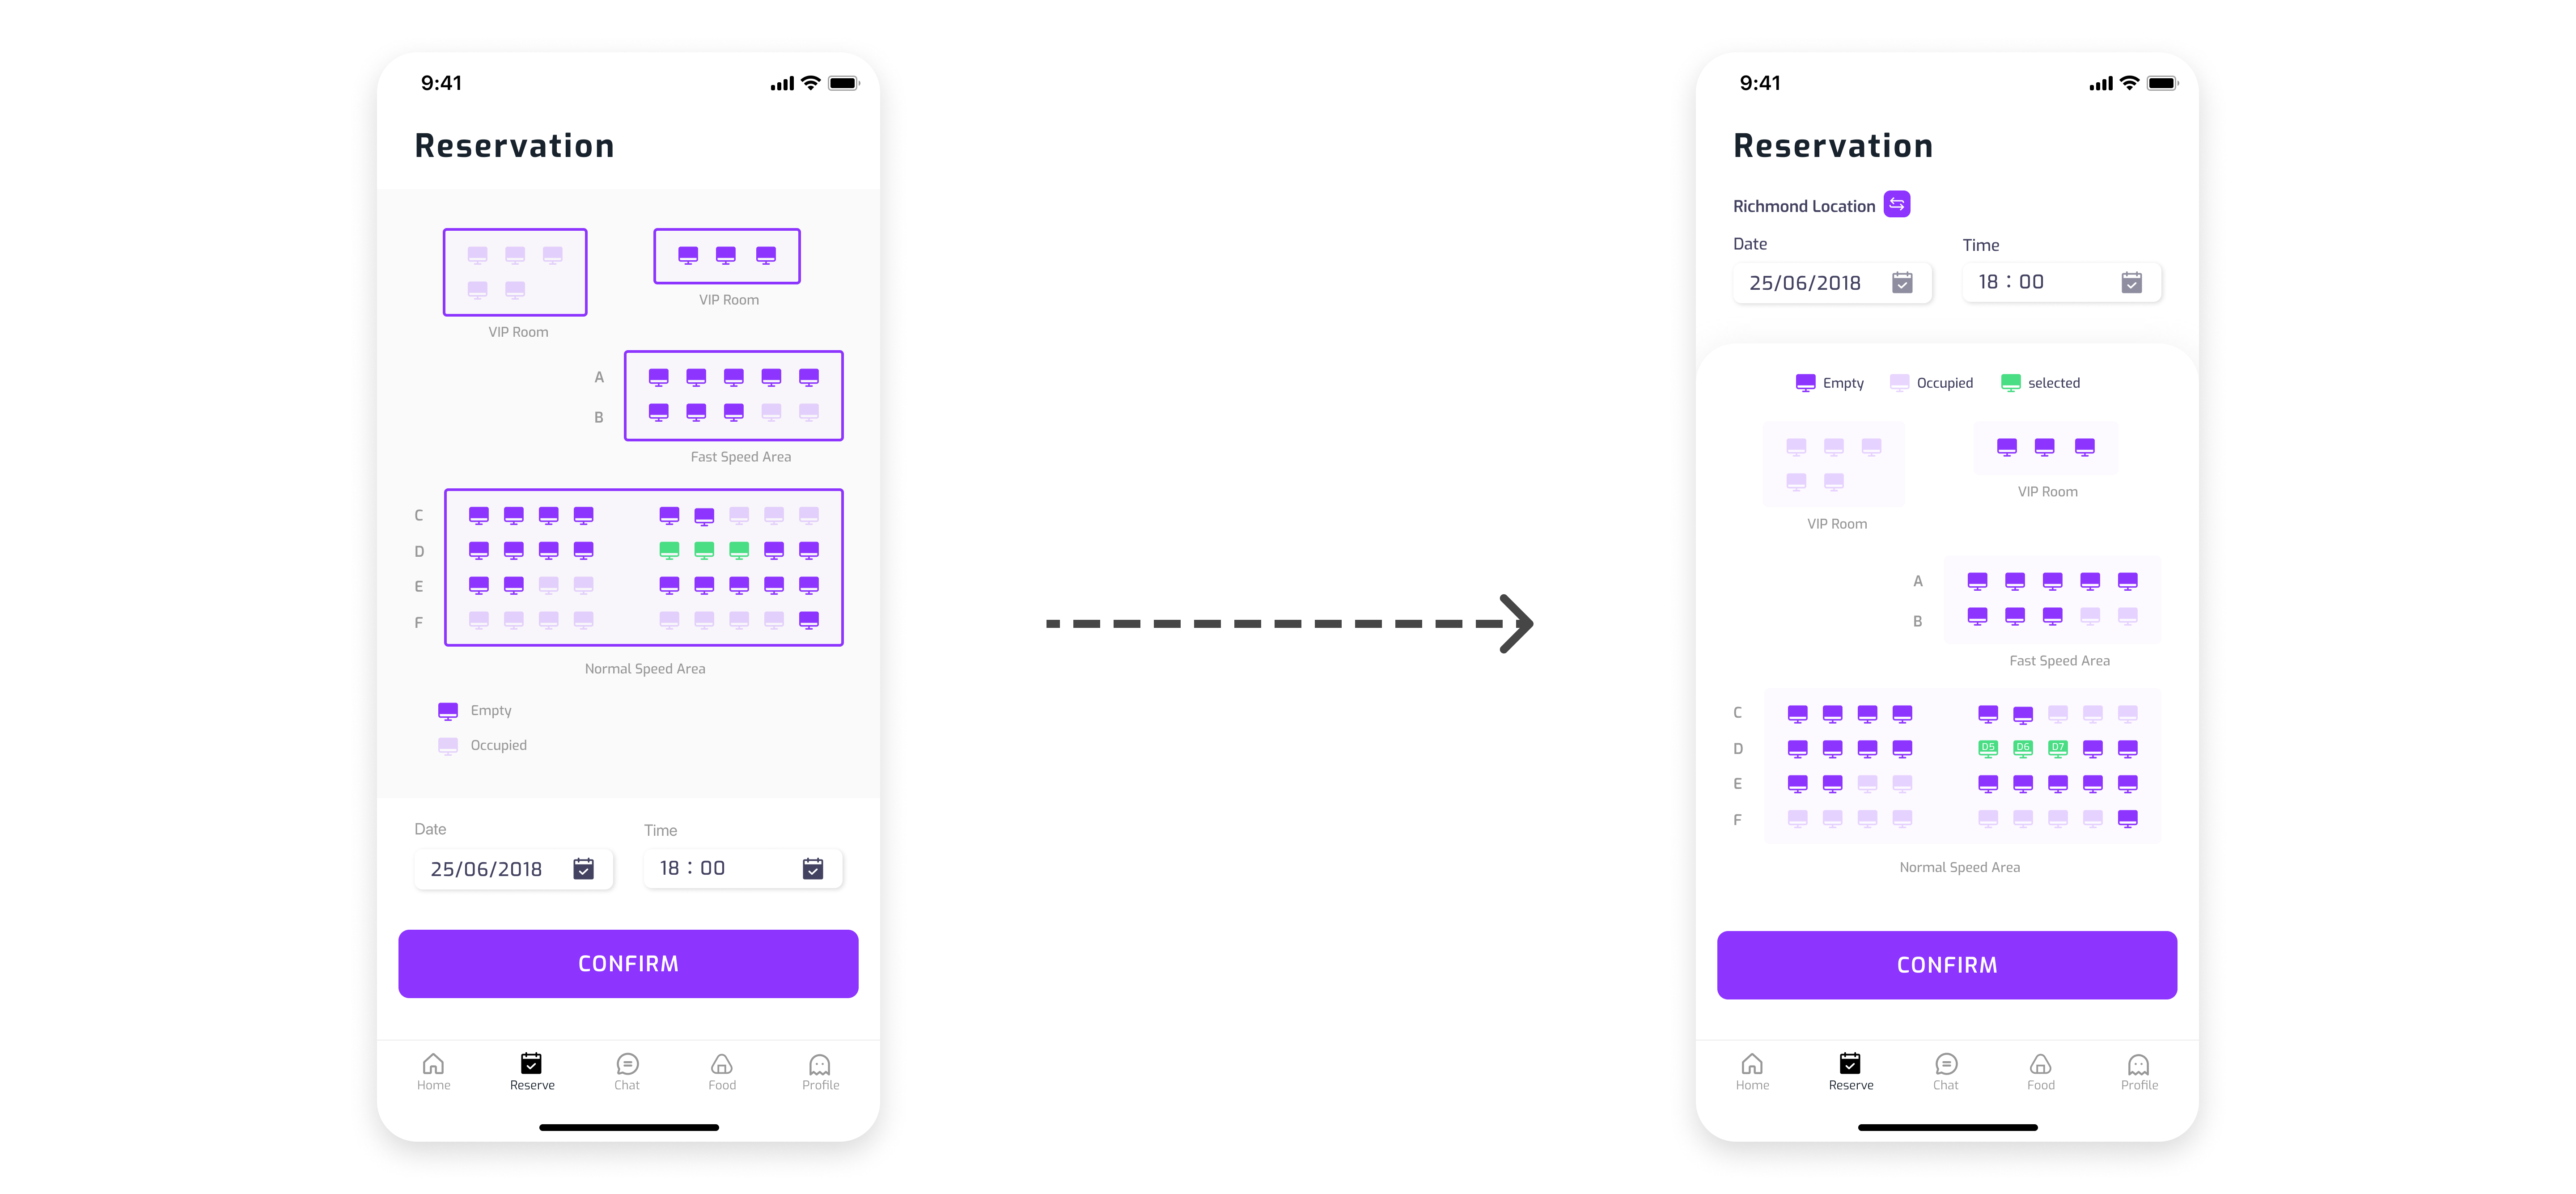 9:41
Reservation
VIP Room
VIP Room
A
B
Fast Speed Area
C
D
E
F
Normal Speed Area
Empty
Occupied
Date Time
25/06/2018 18 : 00
CONFIRM
Home Reserve Chat Food Profile
9:41
Reservation
Richmond Location
Date Time
25/06/2018 18 : 00
Empty Occupied selected
VIP Room
VIP Room
A
B
Fast Speed Area
C
D D5 D6 D7
E
F
Normal Speed Area
CONFIRM
Home Reserve Chat Food Profile